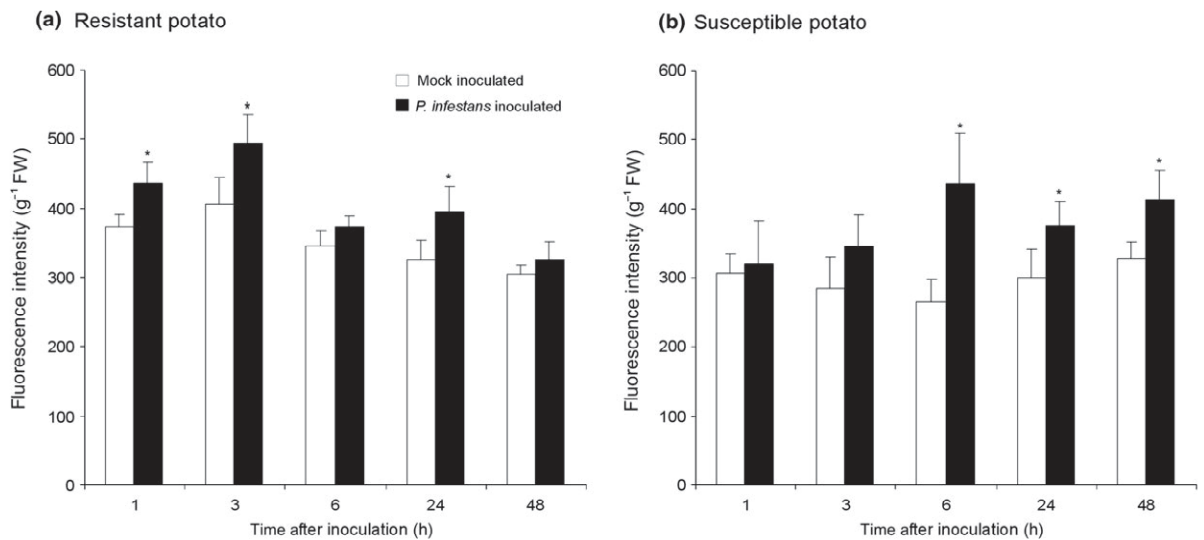 (a) Resistant potato
600
500
400
300
200
100
0
Fluorescence intensity (g⁻¹ FW)
Mock inoculated
P. infestans inoculated
*
*
*
1 3 6 24 48
Time after inoculation (h)
(b) Susceptible potato
600
500
400
300
200
100
0
Fluorescence intensity (g⁻¹ FW)
*
*
*
1 3 6 24 48
Time after inoculation (h)